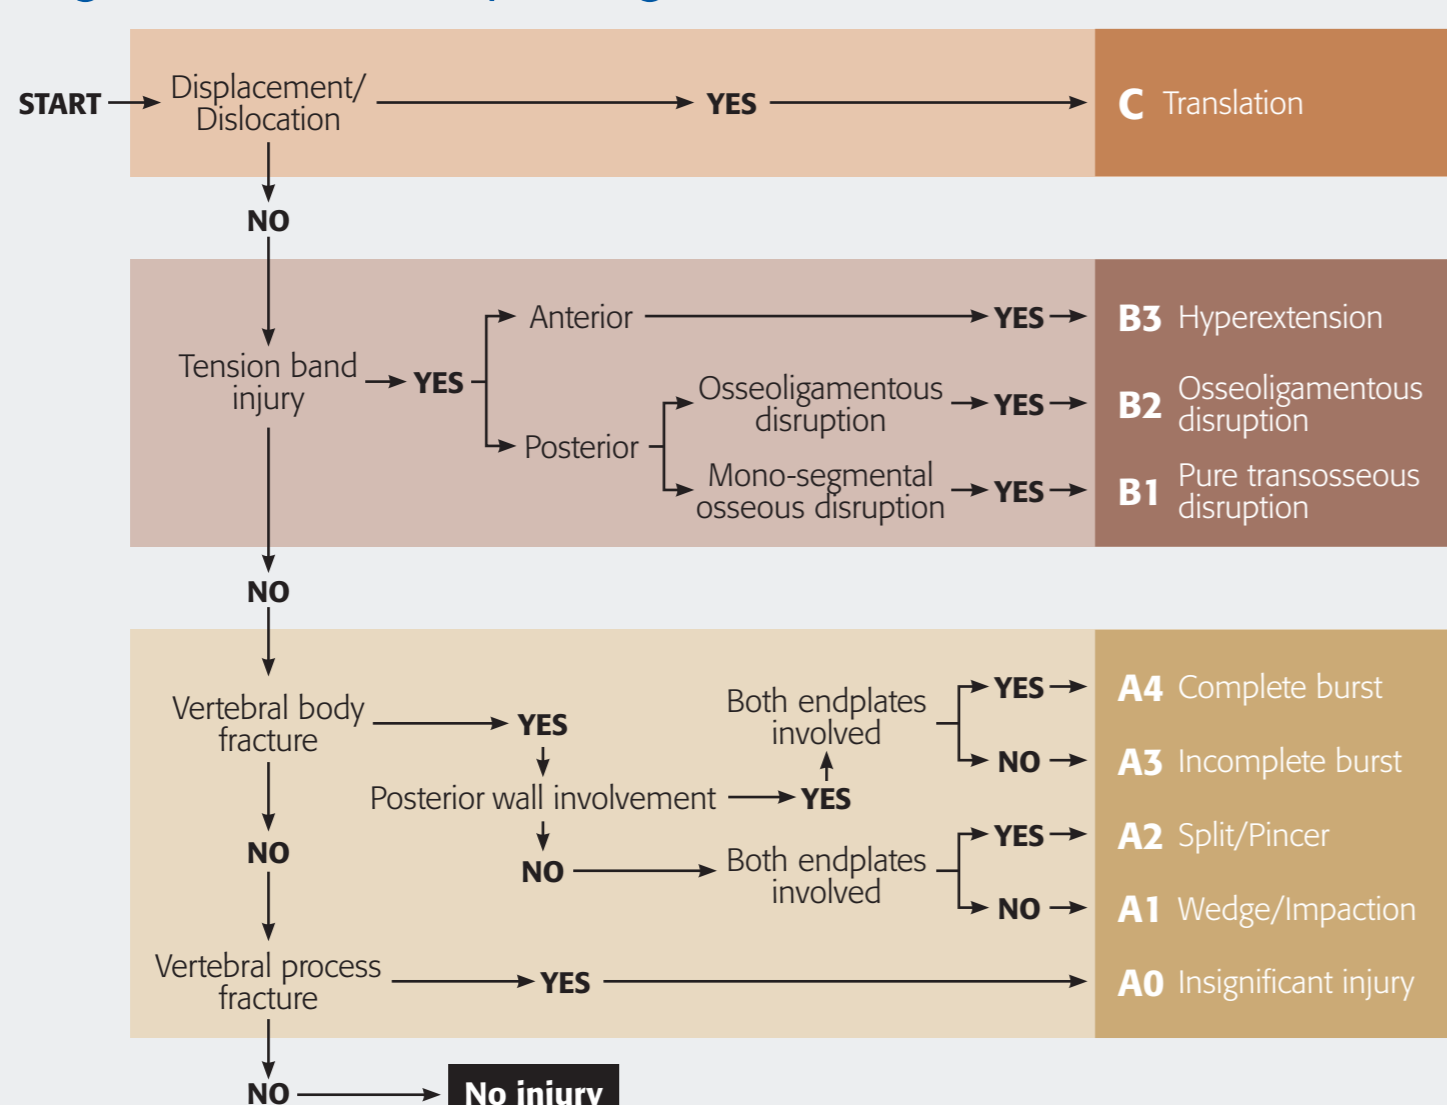 START
Displacement/
Dislocation
YES
C Translation
NO
Tension band
injury
YES
Anterior
YES
B3 Hyperextension
Posterior
Osseoligamentous
disruption
YES
B2 Osseoligamentous
disruption
Mono-segmental
osseous disruption
YES
B1 Pure transosseous
disruption
NO
Vertebral body
fracture
YES
Posterior wall involvement
YES
Both endplates
involved
YES
A4 Complete burst
NO
A3 Incomplete burst
NO
Both endplates
involved
YES
A2 Split/Pincer
NO
A1 Wedge/Impaction
NO
Vertebral process
fracture
YES
A0 Insignificant injury
NO
No injury